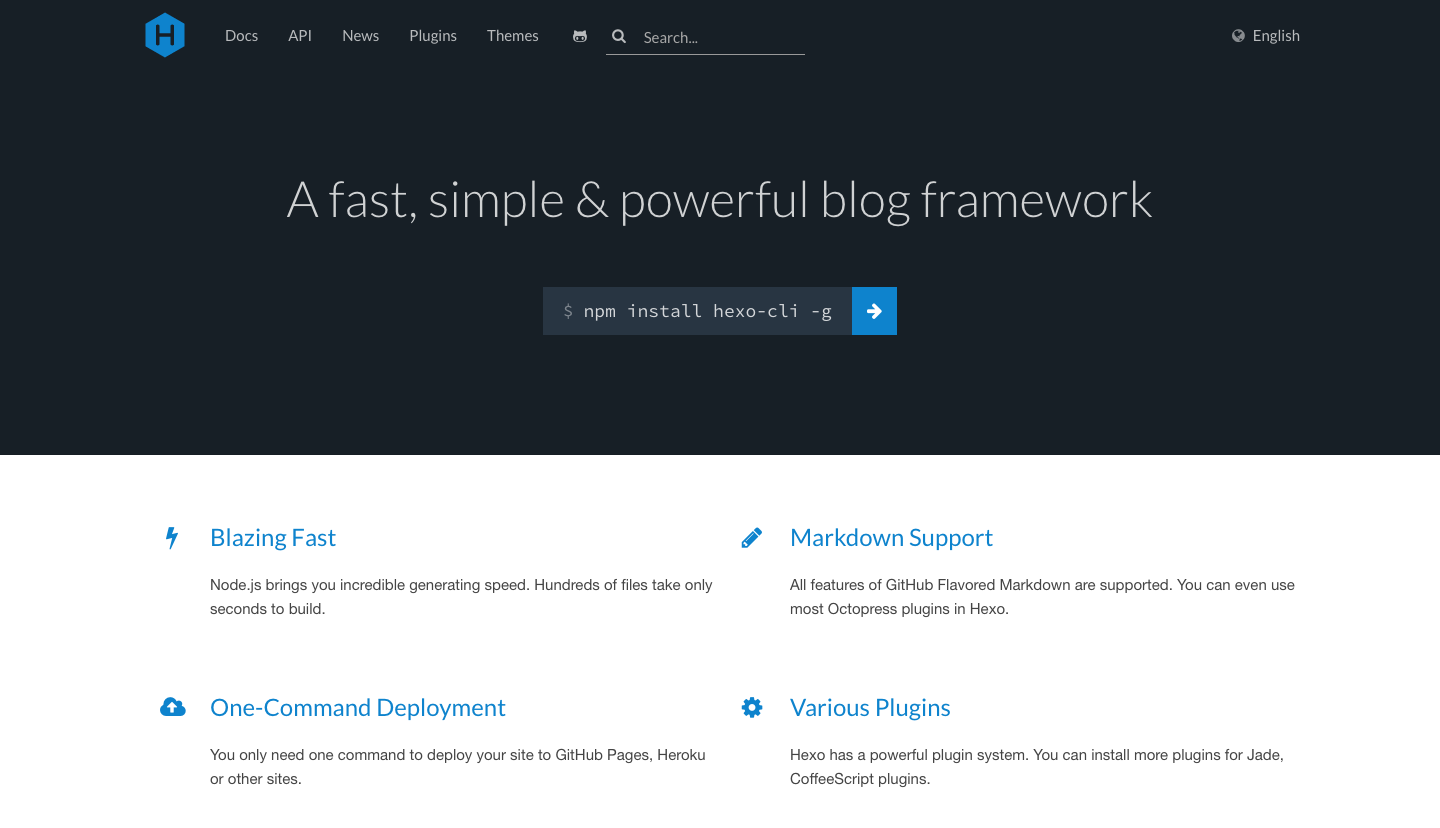 H
Docs API News Plugins Themes Search... English
A fast, simple & powerful blog framework
$ npm install hexo-cli -g
Blazing Fast
Node.js brings you incredible generating speed. Hundreds of files take only
seconds to build.
Markdown Support
All features of GitHub Flavored Markdown are supported. You can even use
most Octopress plugins in Hexo.
One-Command Deployment
You only need one command to deploy your site to GitHub Pages, Heroku
or other sites.
Various Plugins
Hexo has a powerful plugin system. You can install more plugins for Jade,
CoffeeScript plugins.